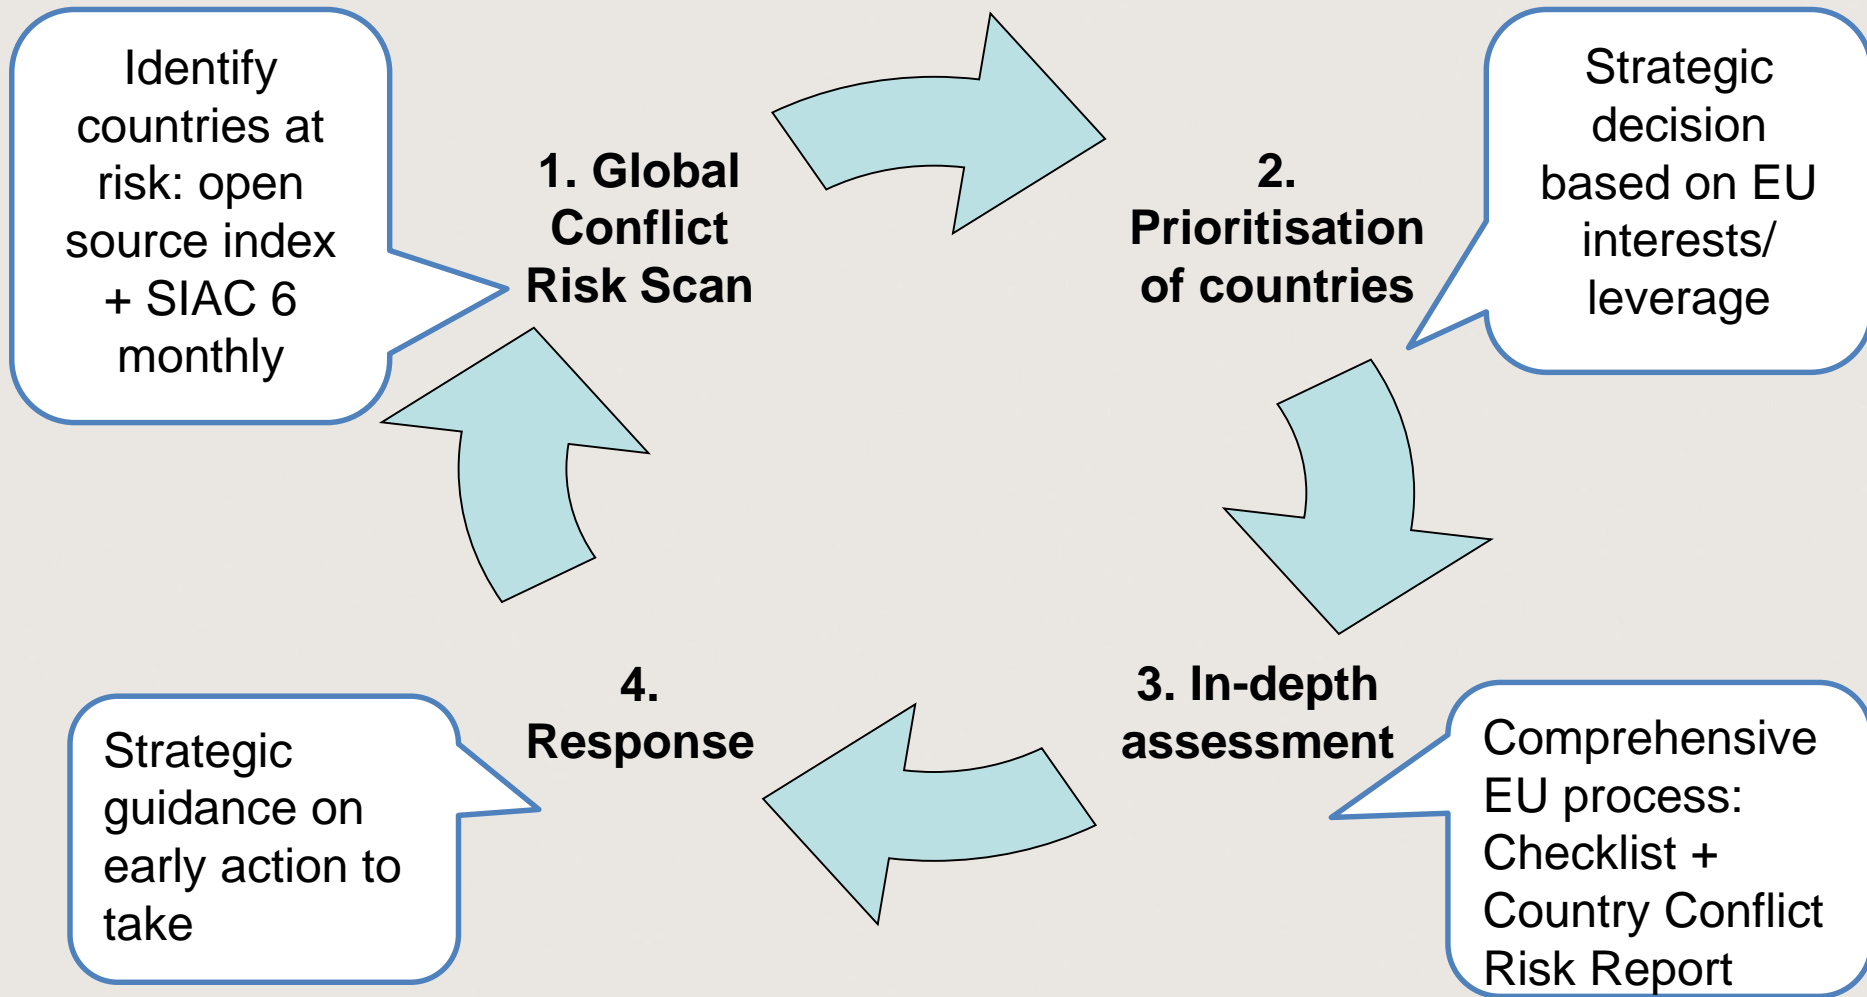 Identify
countries at
risk: open
source index
+ SIAC 6
monthly
1. Global
Conflict
Risk Scan
2.
Prioritisation
of countries
Strategic
decision
based on EU
interests/
leverage
3. In-depth
assessment
Comprehensive
EU process:
Checklist +
Country Conflict
Risk Report
4.
Response
Strategic
guidance on
early action to
take